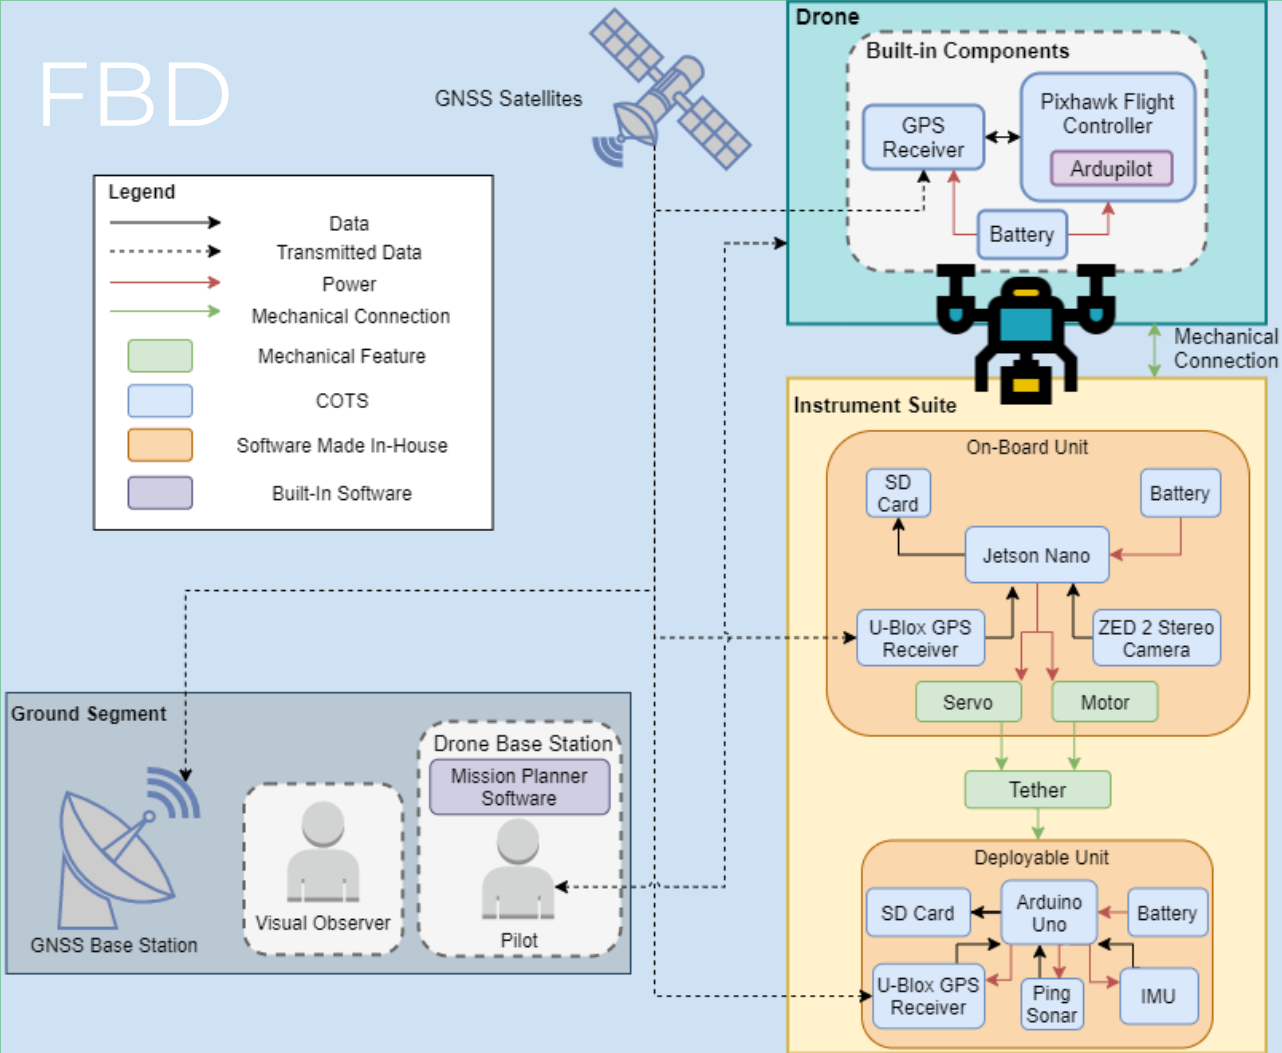 FBD
GNSS Satellites
Legend
Data
Transmitted Data
Power
Mechanical Connection
Mechanical Feature
COTS
Software Made In-House
Built-In Software
Drone
Built-in Components
GPS
Receiver
Pixhawk Flight
Controller
Ardupilot
Battery
Mechanical
Connection
Instrument Suite
On-Board Unit
SD
Card
Battery
Jetson Nano
U-Blox GPS
Receiver
ZED 2 Stereo
Camera
Servo
Motor
Tether
Deployable Unit
SD Card
Arduino
Uno
Battery
U-Blox GPS
Receiver
Ping
Sonar
IMU
Ground Segment
GNSS Base Station
Visual Observer
Drone Base Station
Mission Planner
Software
Pilot